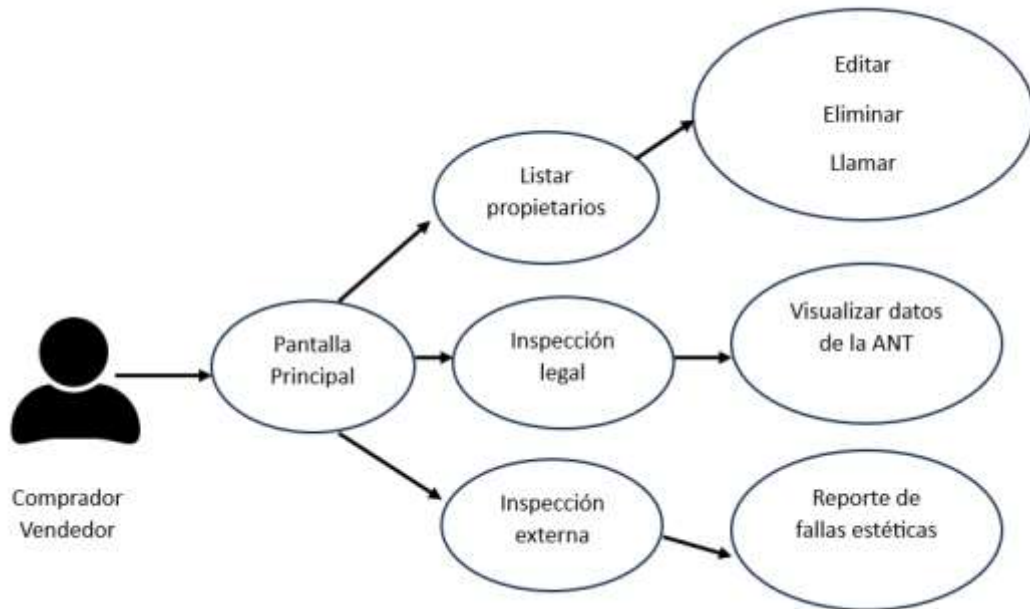 Editar
Eliminar
Llamar
Listar
propietarios
Visualizar datos
de la ANT
Pantalla
Principal
Inspección
legal
Comprador
Vendedor
Inspección
externa
Reporte de
fallas estéticas